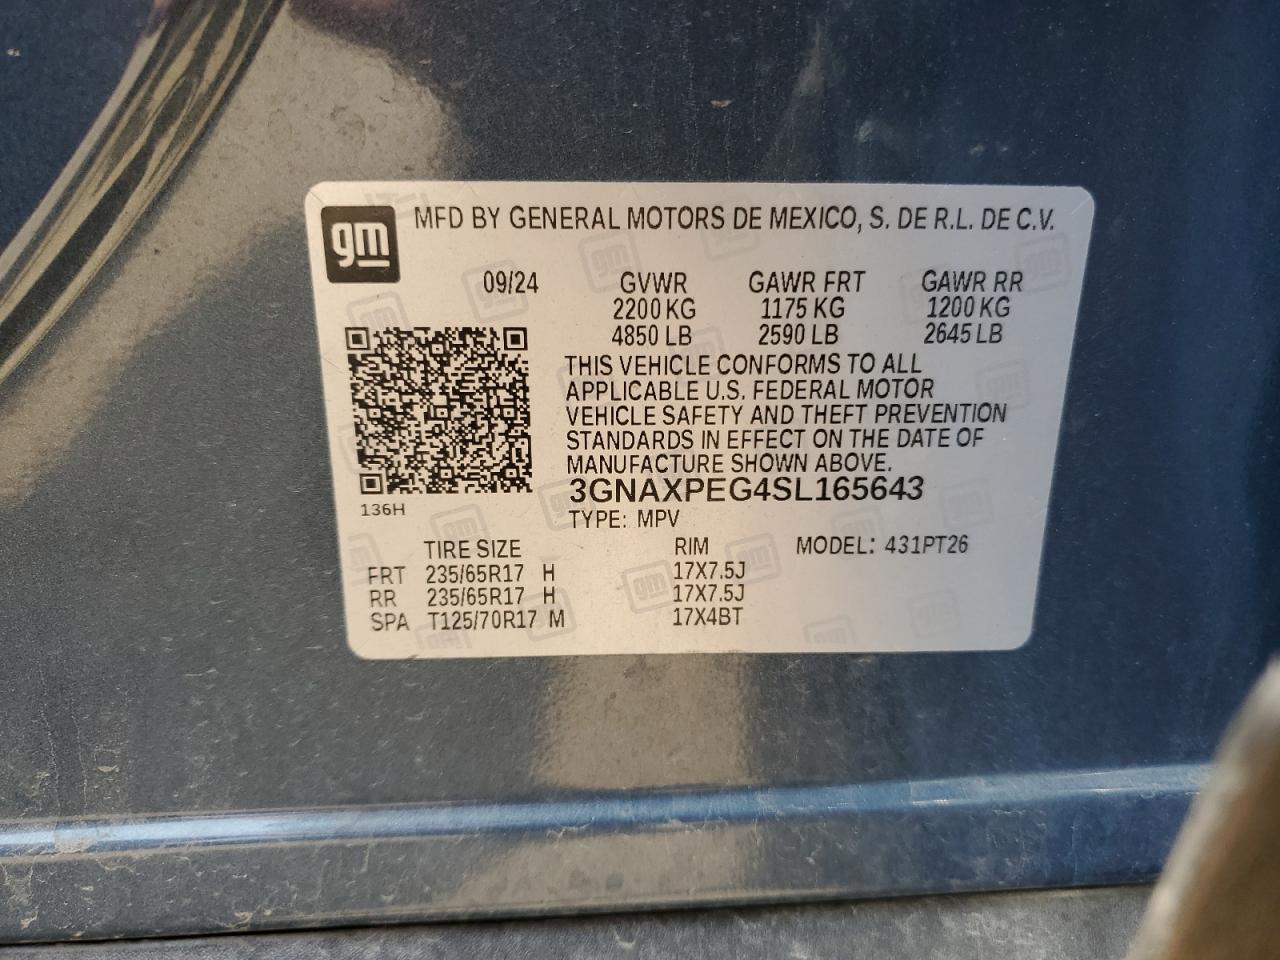 gm MFD BY GENERAL MOTORS DE MEXICO, S. DE R.L. DE C.V.
09/24 GVWR GAWR FRT GAWR RR
2200 KG 1175 KG 1200 KG
4850 LB 2590 LB 2645 LB
THIS VEHICLE CONFORMS TO ALL
APPLICABLE U.S. FEDERAL MOTOR
VEHICLE SAFETY AND THEFT PREVENTION
STANDARDS IN EFFECT ON THE DATE OF
MANUFACTURE SHOWN ABOVE.
3GNAXPEG4SL165643
136H
TYPE: MPV
TIRE SIZE RIM MODEL: 431PT26
FRT 235/65R17 H 17X7.5J
RR 235/65R17 H 17X7.5J
SPA T125/70R17 M 17X4BT